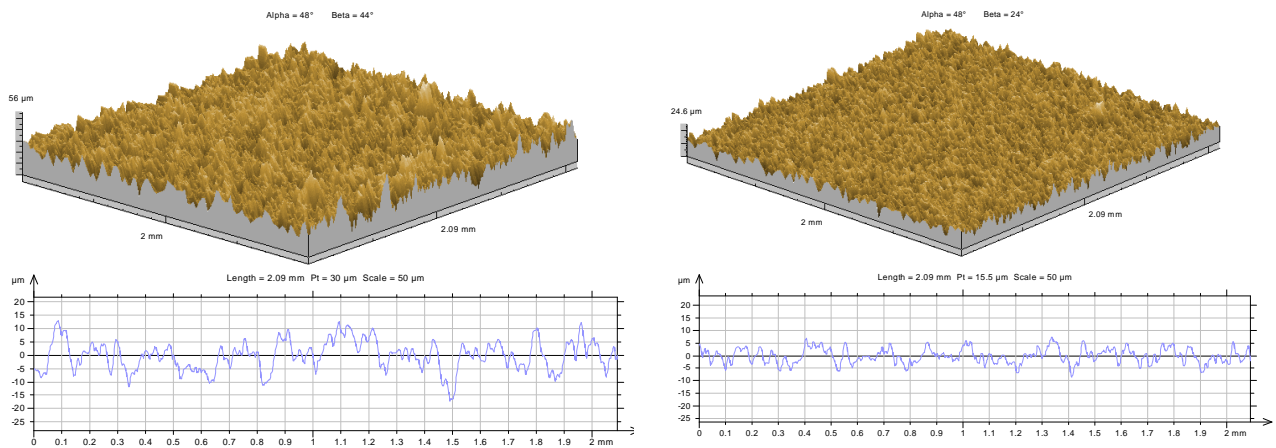 Alpha = 48° Beta = 44°
56 µm
2 mm
2.09 mm
Length = 2.09 mm Pt = 30 µm Scale = 50 µm
µm
20
15
10
5
0
-5
-10
-15
-20
-25
0 0.1 0.2 0.3 0.4 0.5 0.6 0.7 0.8 0.9 1 1.1 1.2 1.3 1.4 1.5 1.6 1.7 1.8 1.9 2 mm
Alpha = 48° Beta = 24°
24.6 µm
2 mm
2.09 mm
Length = 2.09 mm Pt = 15.5 µm Scale = 50 µm
µm
20
15
10
5
0
-5
-10
-15
-20
-25
0 0.1 0.2 0.3 0.4 0.5 0.6 0.7 0.8 0.9 1 1.1 1.2 1.3 1.4 1.5 1.6 1.7 1.8 1.9 2 mm